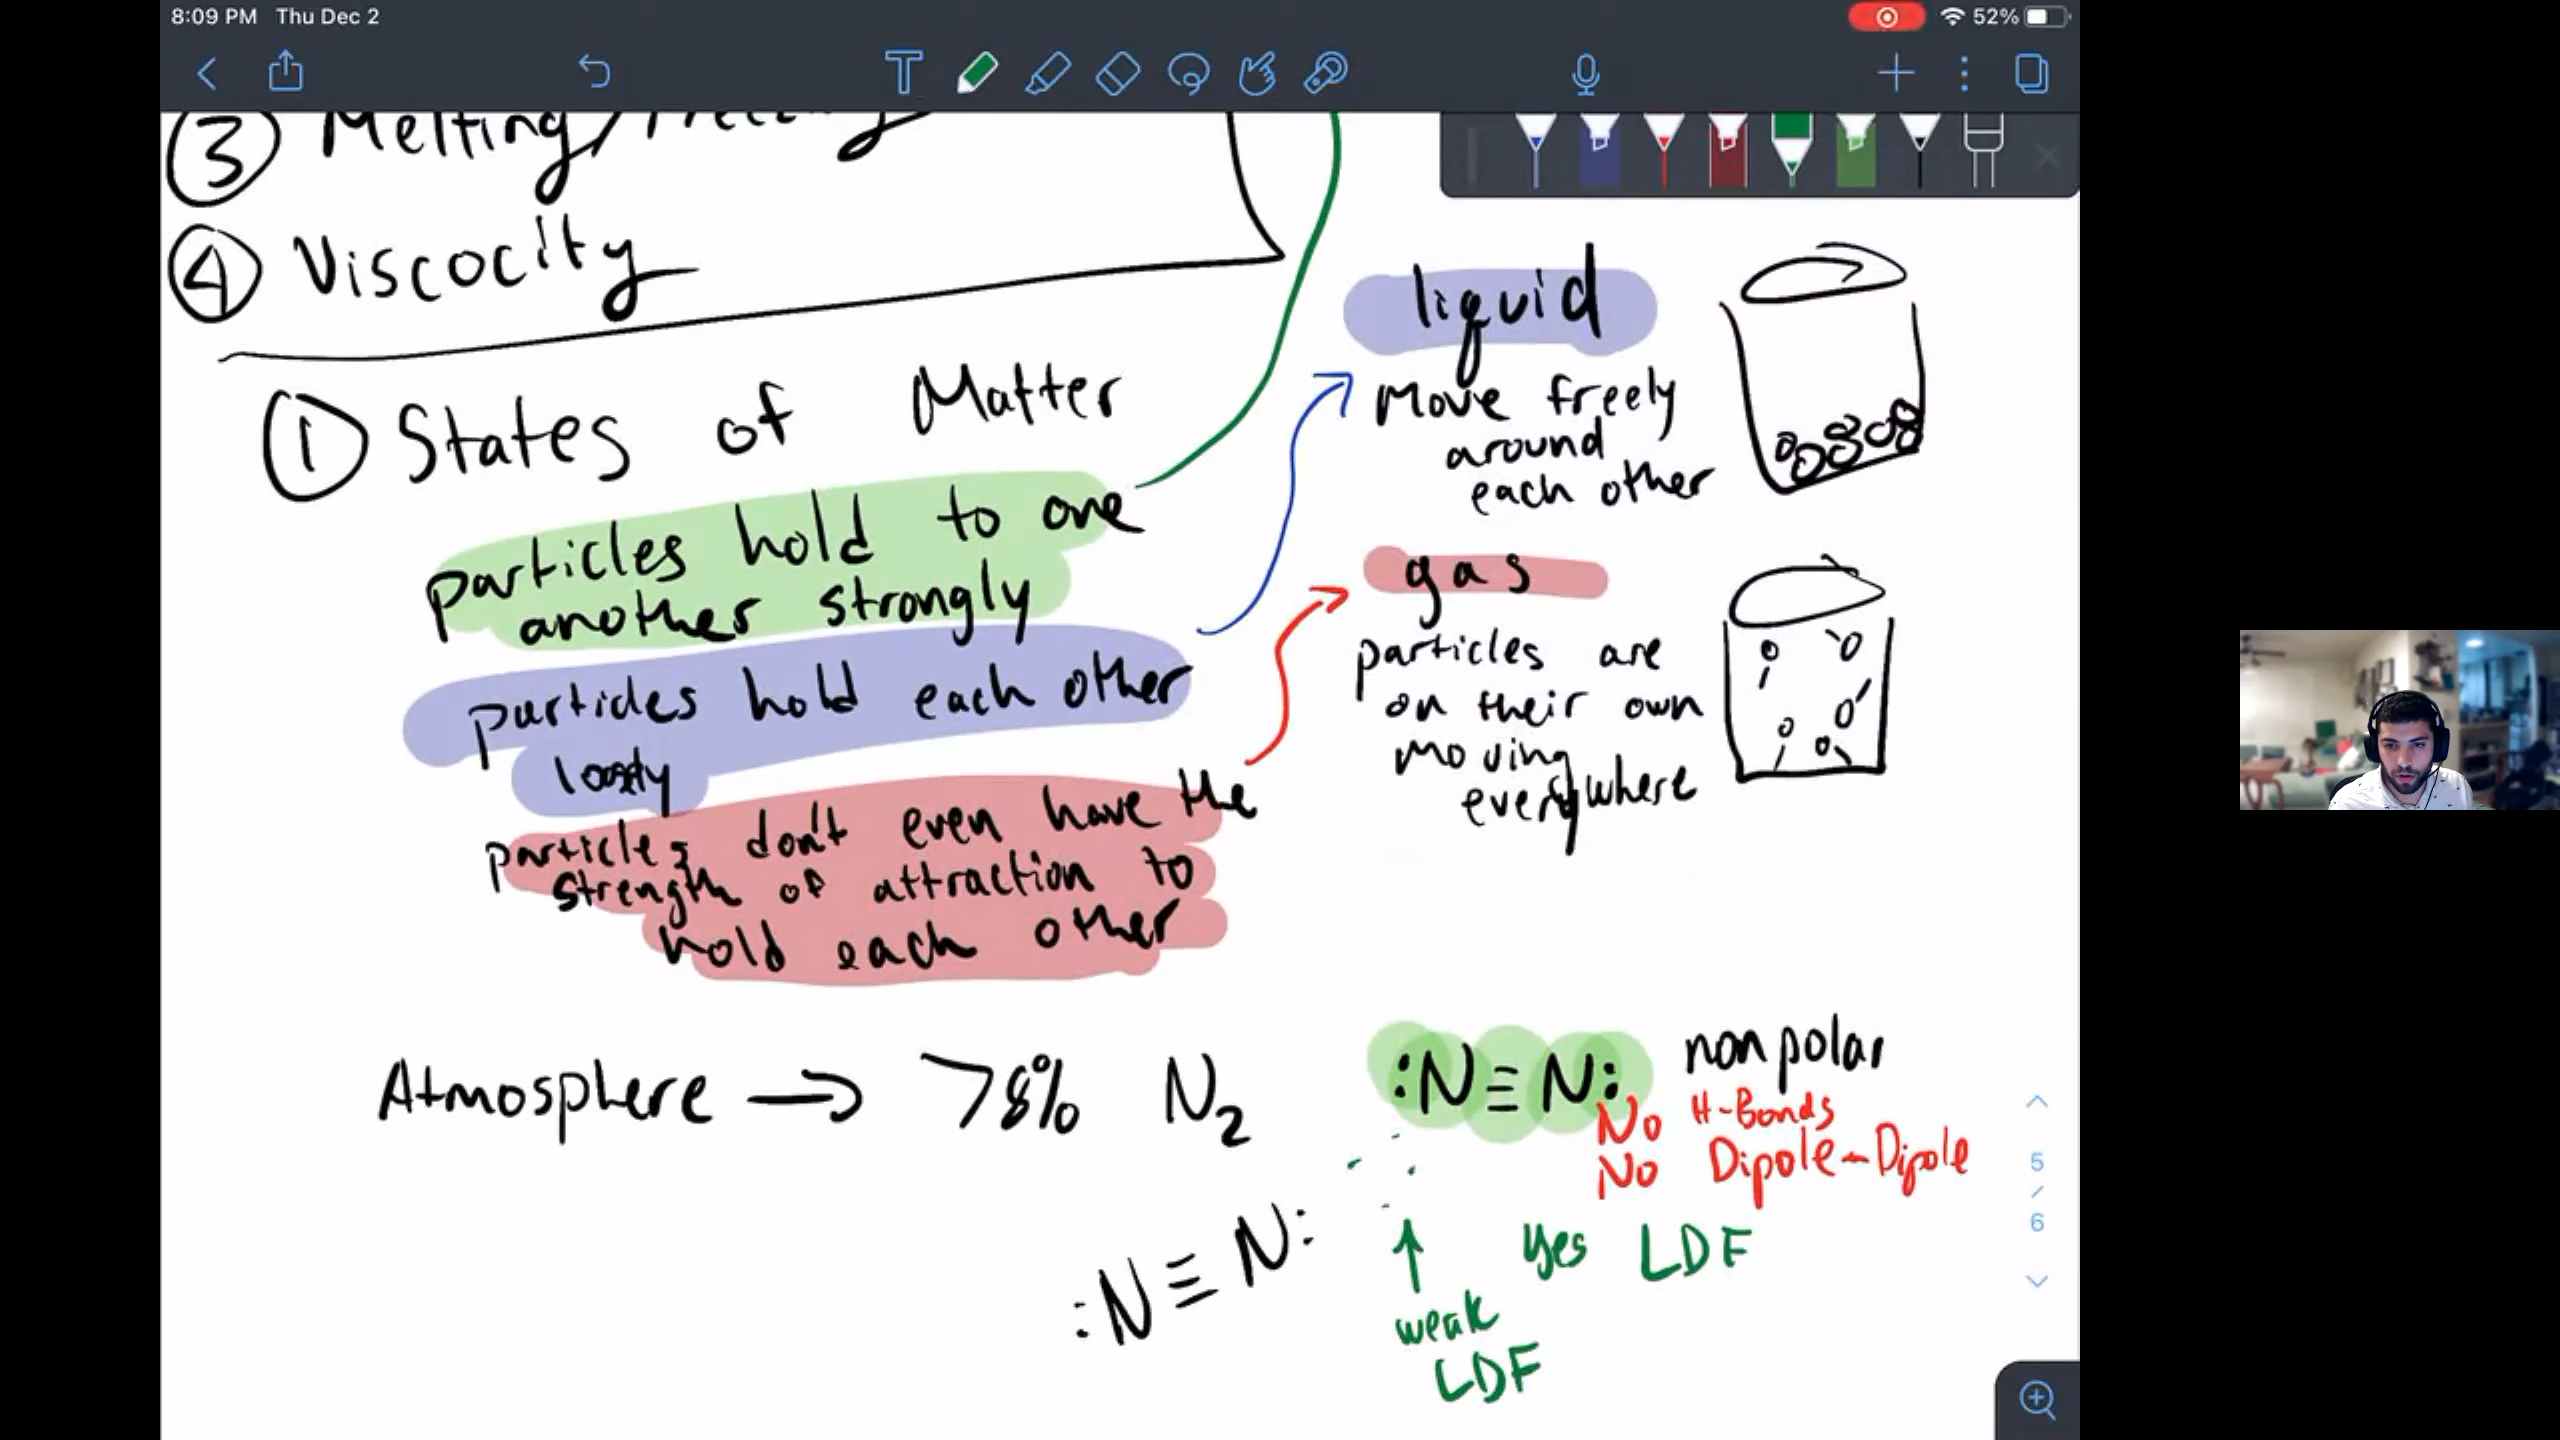 8:09 PM Thu Dec 2
52%
③ Melting/Freezing
④ Viscocity
① States of Matter
particles hold to one
another strongly
particles hold each other
loosely
particles don't even have the
strength of attraction to
hold each other
liquid
Move freely
around
each other
gas
particles are
on their own
moving
everywhere
Atmosphere → 78% N2
:N≡N: nonpolar
No H-Bonds
No Dipole-Dipole
:N≡N:
yes LDF
weak
LDF
5
/
6